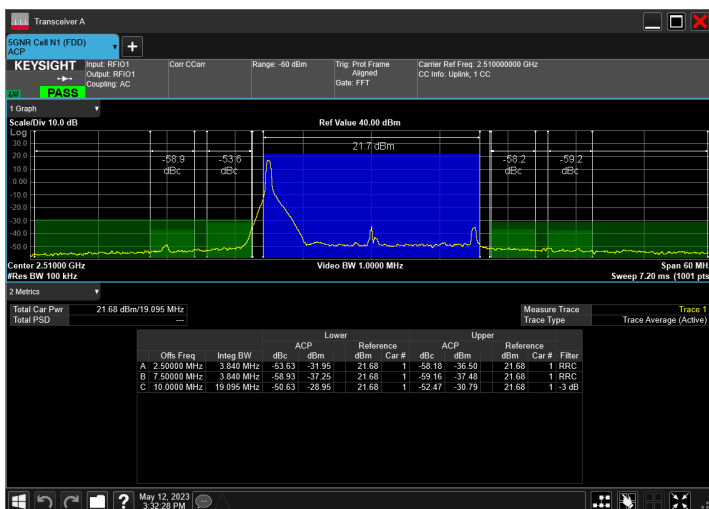 Transceiver A
5GNR Cell N1 (FDD)
ACP
KEYSIGHT
LXI
PASS
Input: RFIO1
Output: RFIO1
Coupling: AC
Corr CCorr
Range: -60 dBm
Trig: Prot Frame
Aligned
Gate: FFT
Carrier Ref Freq: 2.510000000 GHz
CC Info: Uplink, 1 CC
1 Graph
Scale/Div 10.0 dB
Ref Value 40.00 dBm
Log
30.0
20.0
10.0
0.00
-10.0
-20.0
-30.0
-40.0
-50.0
-58.9
dBc
-53.6
dBc
21.7 dBm
-58.2
dBc
-59.2
dBc
Center 2.51000 GHz
Video BW 1.0000 MHz
Span 60 MHz
#Res BW 100 kHz
Sweep 7.20 ms (1001 pts
2 Metrics
Total Car Pwr 21.68 dBm/19.095 MHz
Total PSD ---
Measure Trace Trace 1
Trace Type Trace Average (Active)
Lower Upper
ACP Reference ACP Reference
Offs Freq Integ BW dBc dBm dBm Car # dBc dBm dBm Car # Filter
A 2.50000 MHz 3.840 MHz -53.63 -31.95 21.68 1 -58.18 -36.50 21.68 1 RRC
B 7.50000 MHz 3.840 MHz -58.93 -37.25 21.68 1 -59.16 -37.48 21.68 1 RRC
C 10.0000 MHz 19.095 MHz -50.63 -28.95 21.68 1 -52.47 -30.79 21.68 1 -3 dB
May 12, 2023
3:32:28 PM